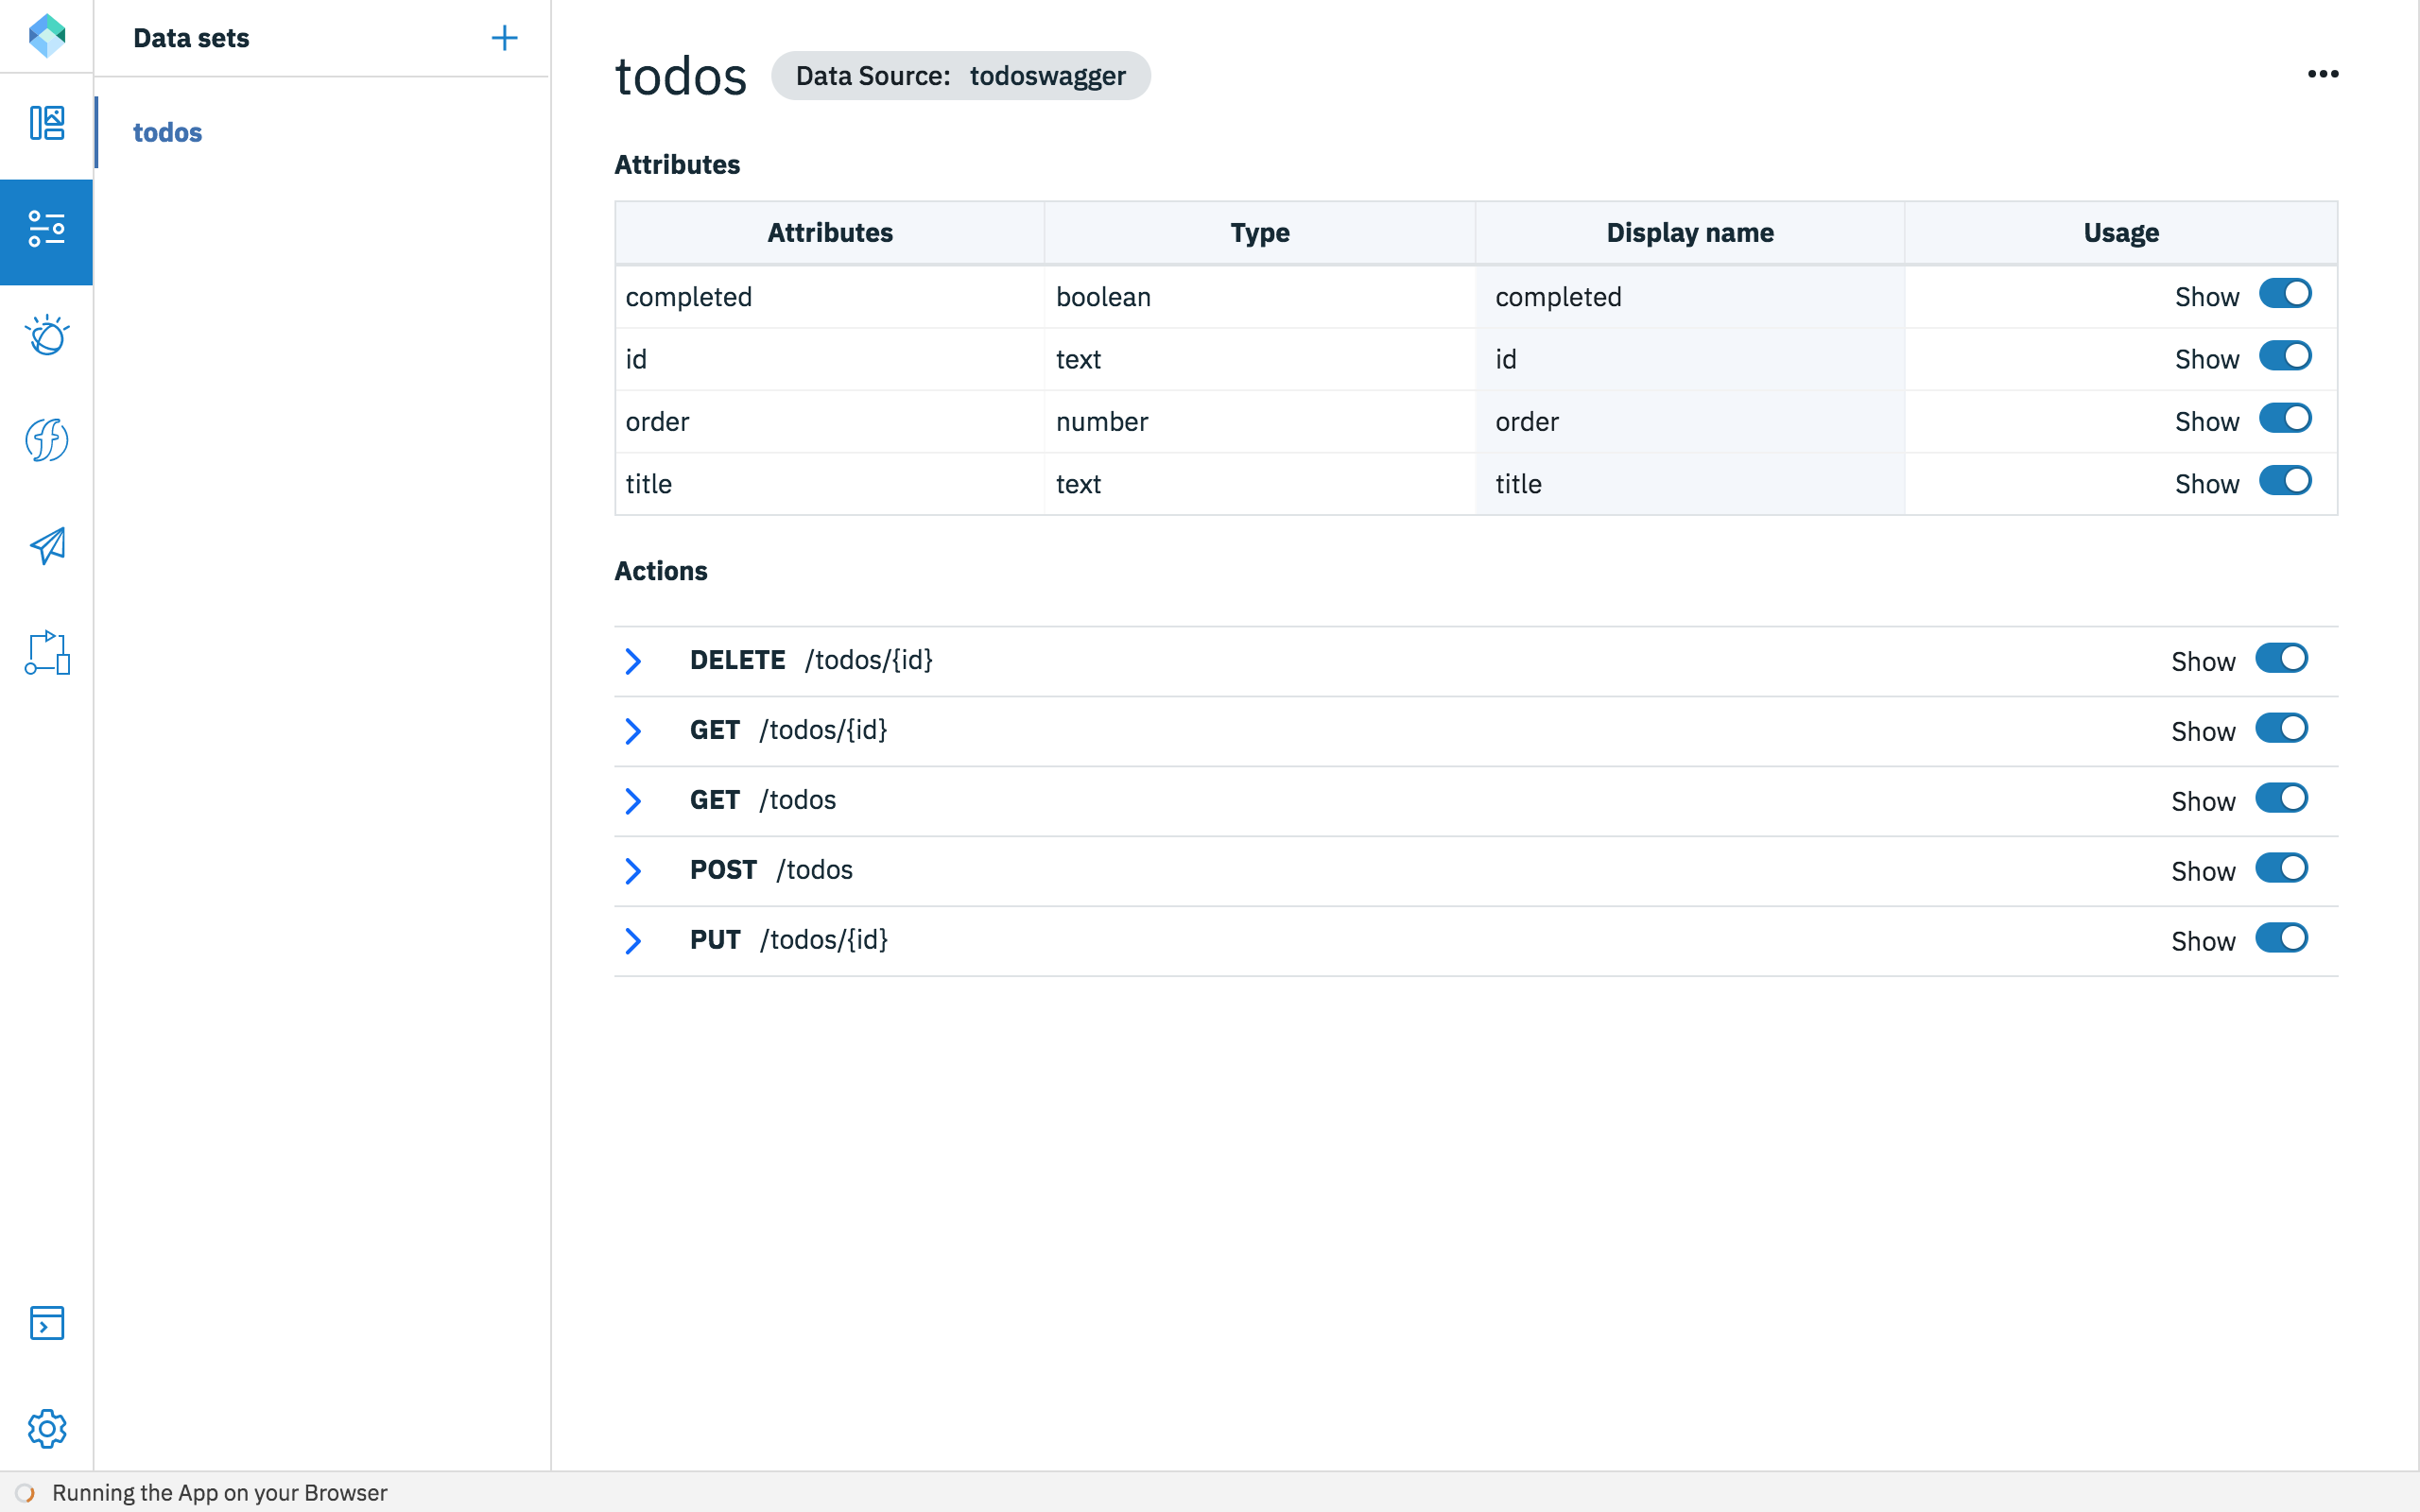 Data sets
todos
todos Data Source: todoswagger
Attributes
Attributes Type Display name Usage
completed boolean completed Show
id text id Show
order number order Show
title text title Show
Actions
DELETE /todos/{id} Show
GET /todos/{id} Show
GET /todos Show
POST /todos Show
PUT /todos/{id} Show
Running the App on your Browser